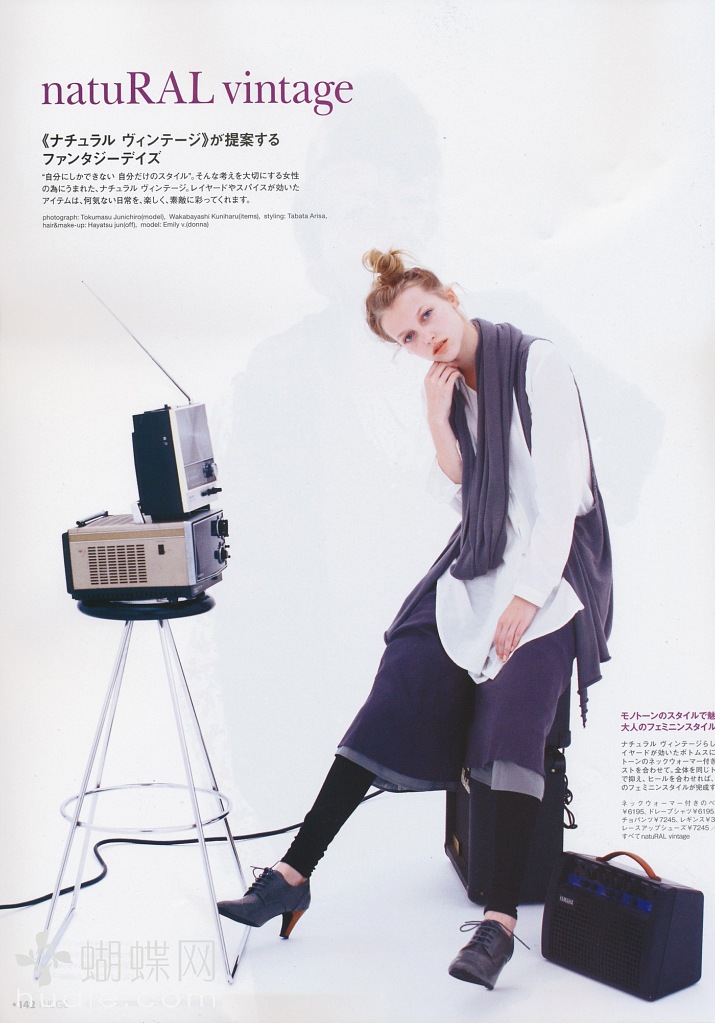 natuRAL vintage
《ナチュラル ヴィンテージ》が提案する
ファンタジーデイズ
"自分にしかできない 自分だけのスタイル"。そんな考えを大切にする女性
の為にうまれた、ナチュラル ヴィンテージ。レイヤードやスパイスが効いた
アイテムは、何気ない日常を、楽しく、素敵に彩ってくれます。
photograph: Tokumasu Junichiro(model), Wakabayashi Kuniharu(items), styling: Tabata Arisa,
hair&make-up: Hayatsu jun(off), model: Emily v.(donna)
モノトーンのスタイルで魅
大人のフェミニンスタイル
ナチュラル ヴィンテージらし
イヤードが効いたボトムスに
トーンのネックウォーマー付き
ストを合わせて。全体を同じト
で抑え、ヒールを合わせれば、
のフェミニンスタイルが完成す
ネックウォーマー付きのベ
¥6195、ドレープシャツ¥6195
チョパンツ¥7245、レギンス¥3
レースアップシューズ¥7245
すべてnatuRAL vintage
YAMAHA
蝴蝶网
hudie.com
142